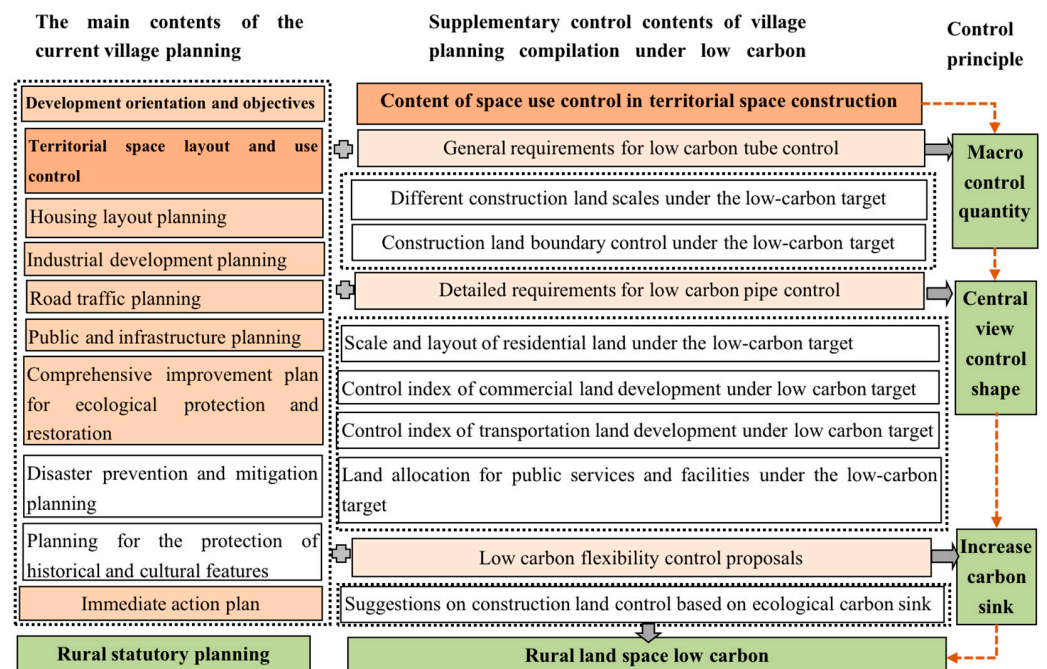 The main contents of the
current village planning
Supplementary control contents of village
planning compilation under low carbon
Control
principle
Development orientation and objectives
Territorial space layout and use
control
Housing layout planning
Industrial development planning
Road traffic planning
Public and infrastructure planning
Comprehensive improvement plan
for ecological protection and
restoration
Disaster prevention and mitigation
planning
Planning for the protection of
historical and cultural features
Immediate action plan
Rural statutory planning
Content of space use control in territorial space construction
General requirements for low carbon tube control
Different construction land scales under the low-carbon target
Construction land boundary control under the low-carbon target
Detailed requirements for low carbon pipe control
Scale and layout of residential land under the low-carbon target
Control index of commercial land development under low carbon target
Control index of transportation land development under low carbon target
Land allocation for public services and facilities under the low-carbon
target
Low carbon flexibility control proposals
Suggestions on construction land control based on ecological carbon sink
Rural land space low carbon
Macro
control
quantity
Central
view
control
shape
Increase
carbon
sink